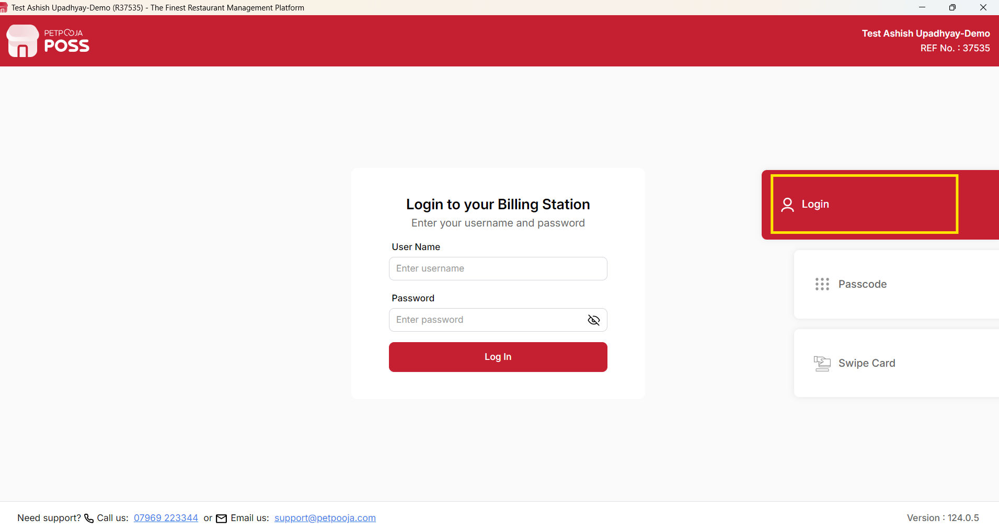 Test Ashish Upadhyay-Demo (R37535) - The Finest Restaurant Management Platform
PETPOOJA
POSS
Test Ashish Upadhyay-Demo
REF No. : 37535
Login to your Billing Station
Enter your username and password
User Name
Enter username
Password
Enter password
Log In
Login
Passcode
Swipe Card
Need support? Call us: 07969 223344 or Email us: support@petpooja.com
Version : 124.0.5